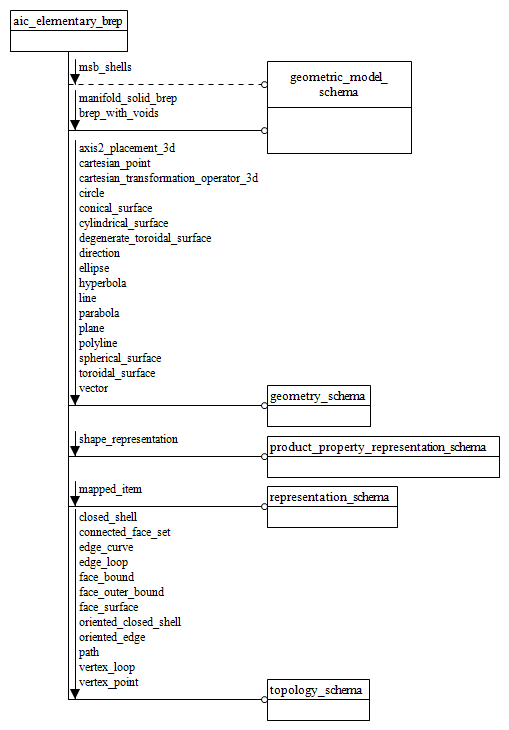 aic_elementary_brep
msb_shells
geometric_model_
schema
manifold_solid_brep
brep_with_voids
axis2_placement_3d
cartesian_point
cartesian_transformation_operator_3d
circle
conical_surface
cylindrical_surface
degenerate_toroidal_surface
direction
ellipse
hyperbola
line
parabola
plane
polyline
spherical_surface
toroidal_surface
vector
geometry_schema
shape_representation
product_property_representation_schema
mapped_item
representation_schema
closed_shell
connected_face_set
edge_curve
edge_loop
face_bound
face_outer_bound
face_surface
oriented_closed_shell
oriented_edge
path
vertex_loop
vertex_point
topology_schema